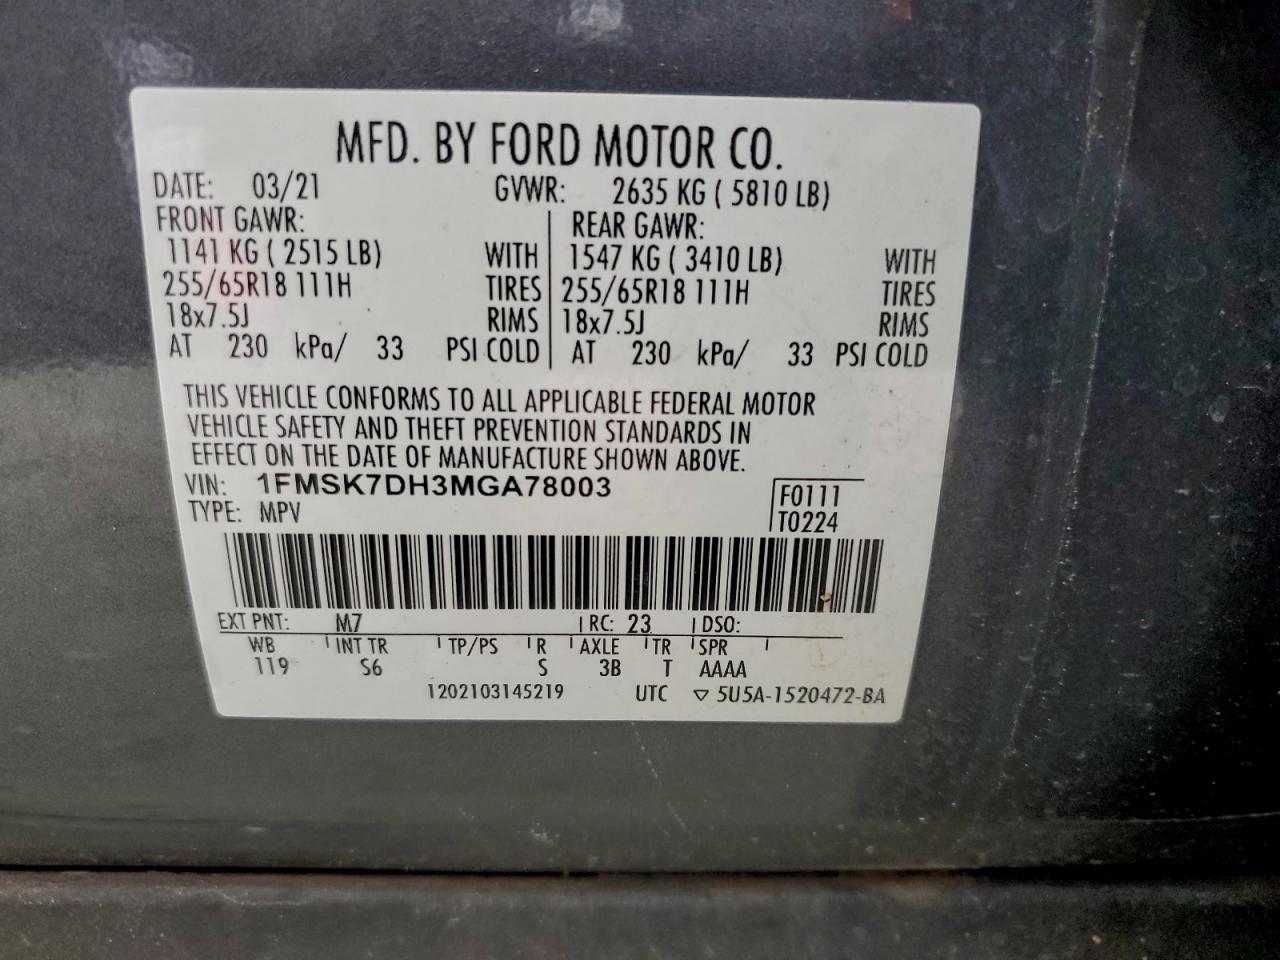 MFD. BY FORD MOTOR CO.
DATE: 03/21 GVWR: 2635 KG ( 5810 LB)
FRONT GAWR: REAR GAWR:
1141 KG ( 2515 LB) WITH 1547 KG ( 3410 LB) WITH
255/65R18 111H TIRES 255/65R18 111H TIRES
18x7.5J RIMS 18x7.5J RIMS
AT 230 kPa/ 33 PSI COLD AT 230 kPa/ 33 PSI COLD
THIS VEHICLE CONFORMS TO ALL APPLICABLE FEDERAL MOTOR
VEHICLE SAFETY AND THEFT PREVENTION STANDARDS IN
EFFECT ON THE DATE OF MANUFACTURE SHOWN ABOVE.
VIN: 1FMSK7DH3MGA78003 F0111
TYPE: MPV T0224
EXT PNT: M7 RC: 23 DSO:
WB INT TR TP/PS R AXLE TR SPR
119 S6 S 3B T AAAA
1202103145219 UTC ▽ 5U5A-1520472-BA